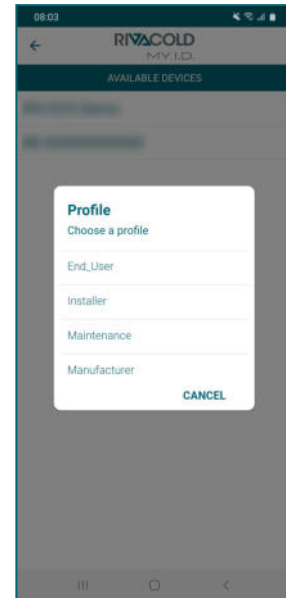 08:03
RIVACOLD
MY I.D.
AVAILABLE DEVICES
Profile
Choose a profile
End_User
Installer
Maintenance
Manufacturer
CANCEL